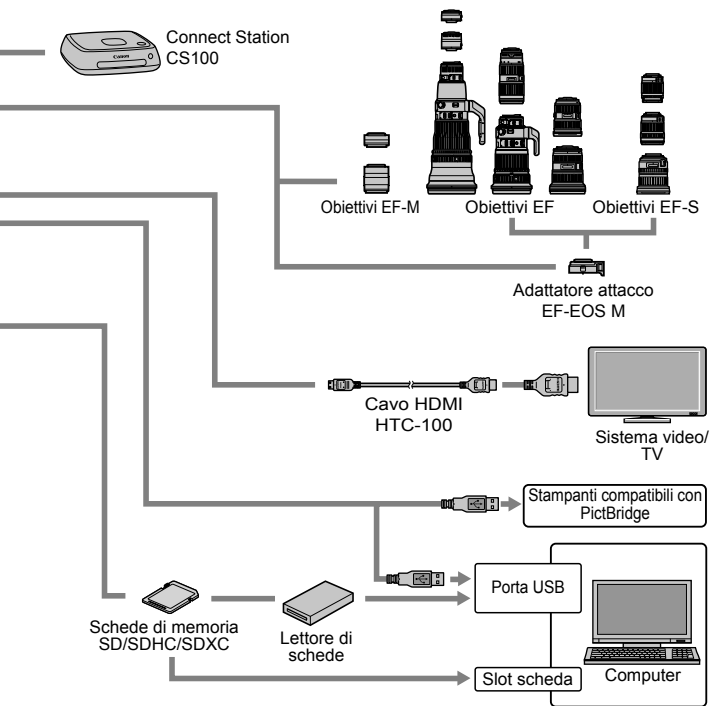 Connect Station
CS100
Canon
Obiettivi EF-M
Obiettivi EF
Obiettivi EF-S
Adattatore attacco
EF-EOS M
Cavo HDMI
HTC-100
Sistema video/
TV
Stampanti compatibili con
PictBridge
Porta USB
Schede di memoria
SD/SDHC/SDXC
Lettore di
schede
Slot scheda
Computer